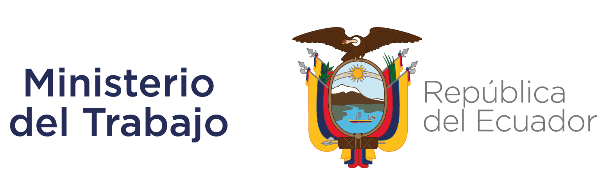 Ministerio
del Trabajo
República
del Ecuador